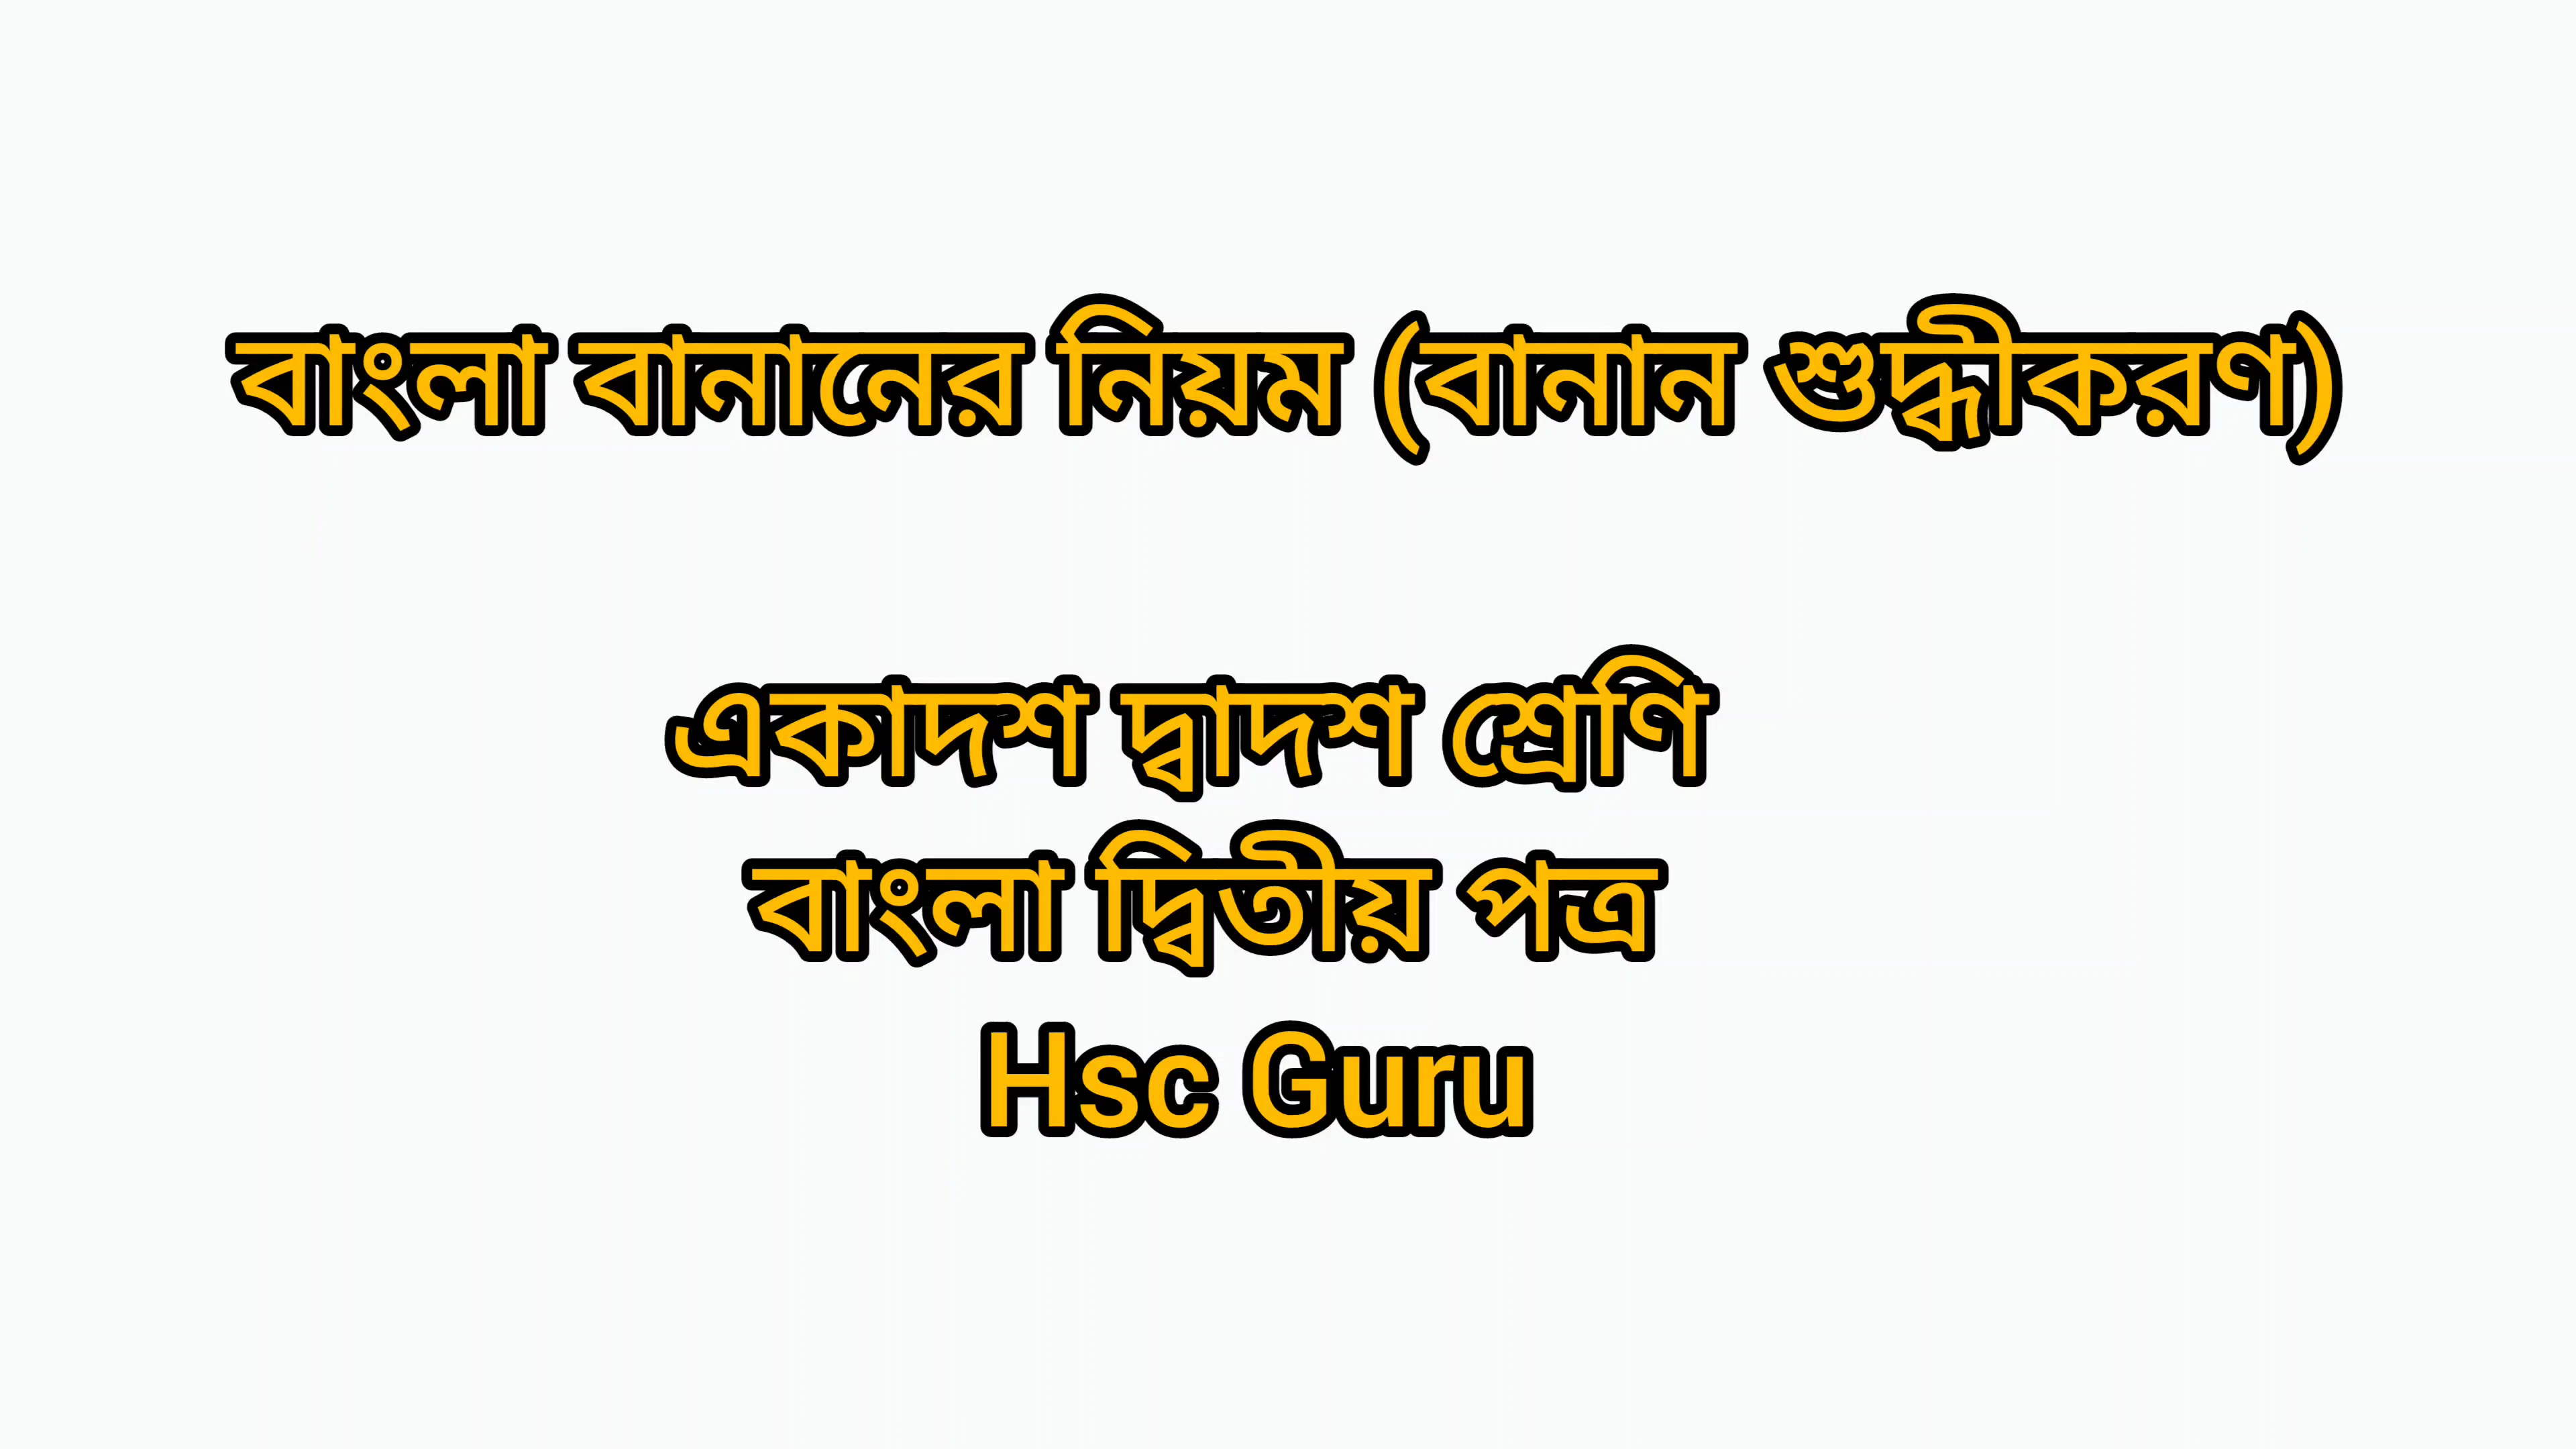 বাংলা বানানের নিয়ম (বানান শুদ্ধীকরণ)
একাদশ দ্বাদশ শ্রেণি
বাংলা দ্বিতীয় পত্র
Hsc Guru